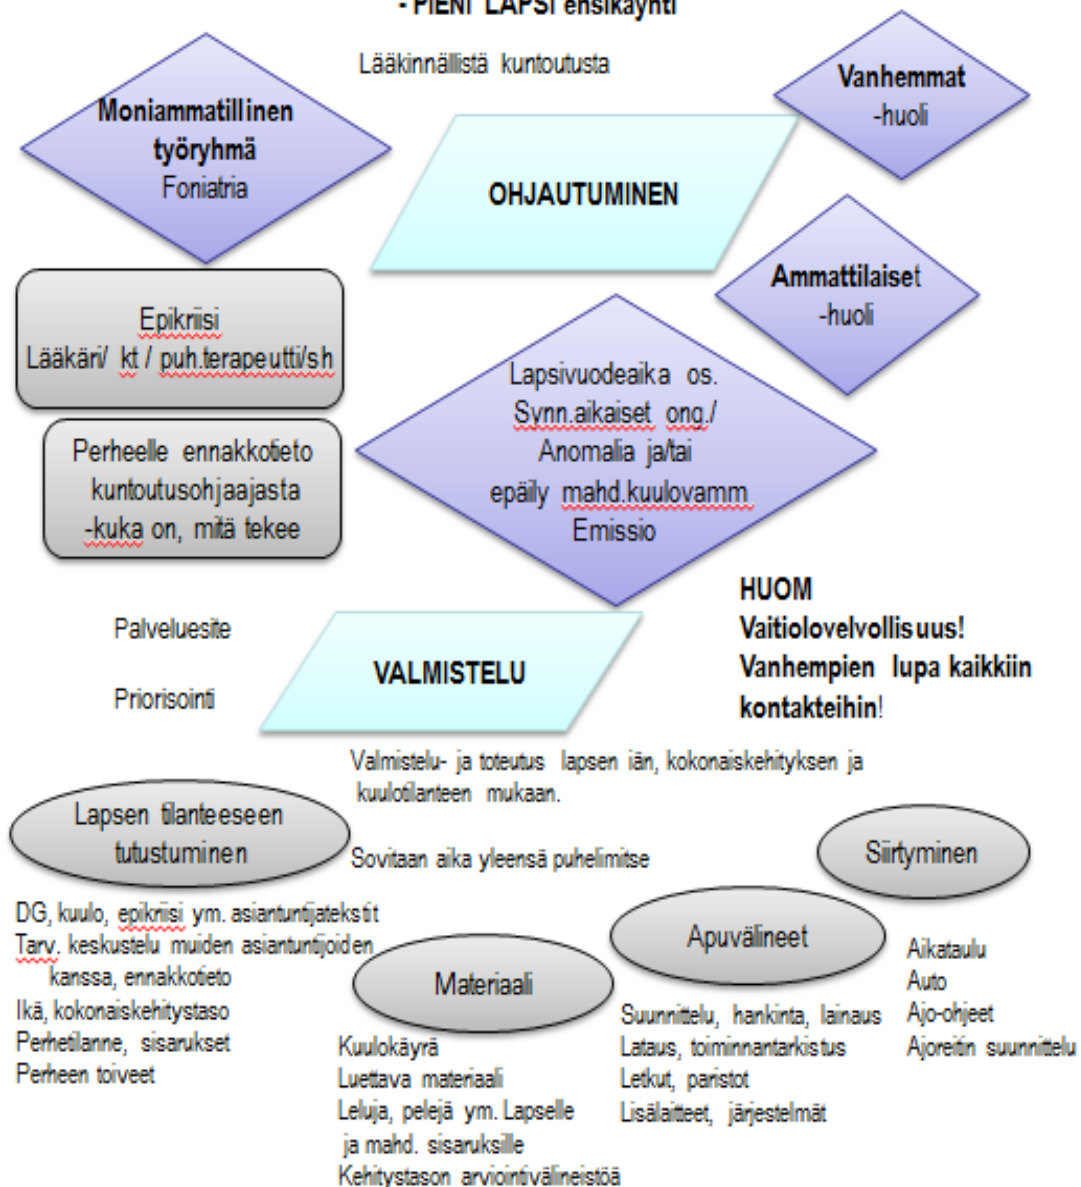 - PIENI LAPSI ensikäynti
Lääkinnällistä kuntoutusta
Moniammatillinen
työryhmä
Foniatria
Vanhemmat
-huoli
OHJAUTUMINEN
Ammattilaiset
-huoli
Epikriisi
Lääkäri/ kt / puh.terapeutti/sh
Lapsivuodeaika os.
Synn.aikaiset ong./
Anomalia ja/tai
epäily mahd.kuulovamm
Emissio
Perheelle ennakkotieto
kuntoutusohjaajasta
-kuka on, mitä tekee
HUOM
Vaitiolovelvollisuus!
Vanhempien lupa kaikkiin
kontakteihin!
Palveluesite
Priorisointi
VALMISTELU
Valmistelu- ja toteutus lapsen iän, kokonaiskehityksen ja
kuulotilanteen mukaan.
Sovitaan aika yleensä puhelimitse
Lapsen tilanteeseen
tutustuminen
DG, kuulo, epikriisi ym. asiantuntijatekstit
Tarv. keskustelu muiden asiantuntijoiden
kanssa, ennakkotieto
Ikä, kokonaiskehitystaso
Perhetilanne, sisarukset
Perheen toiveet
Materiaali
Kuulokäyrä
Luettava materiaali
Leluja, pelejä ym. Lapselle
ja mahd. sisaruksille
Kehitystason arviointivälineistöä
Apuvälineet
Suunnittelu, hankinta, lainaus
Lataus, toiminnantarkistus
Letkut, paristot
Lisälaitteet, järjestelmät
Siirtyminen
Aikataulu
Auto
Ajo-ohjeet
Ajoreitin suunnittelu